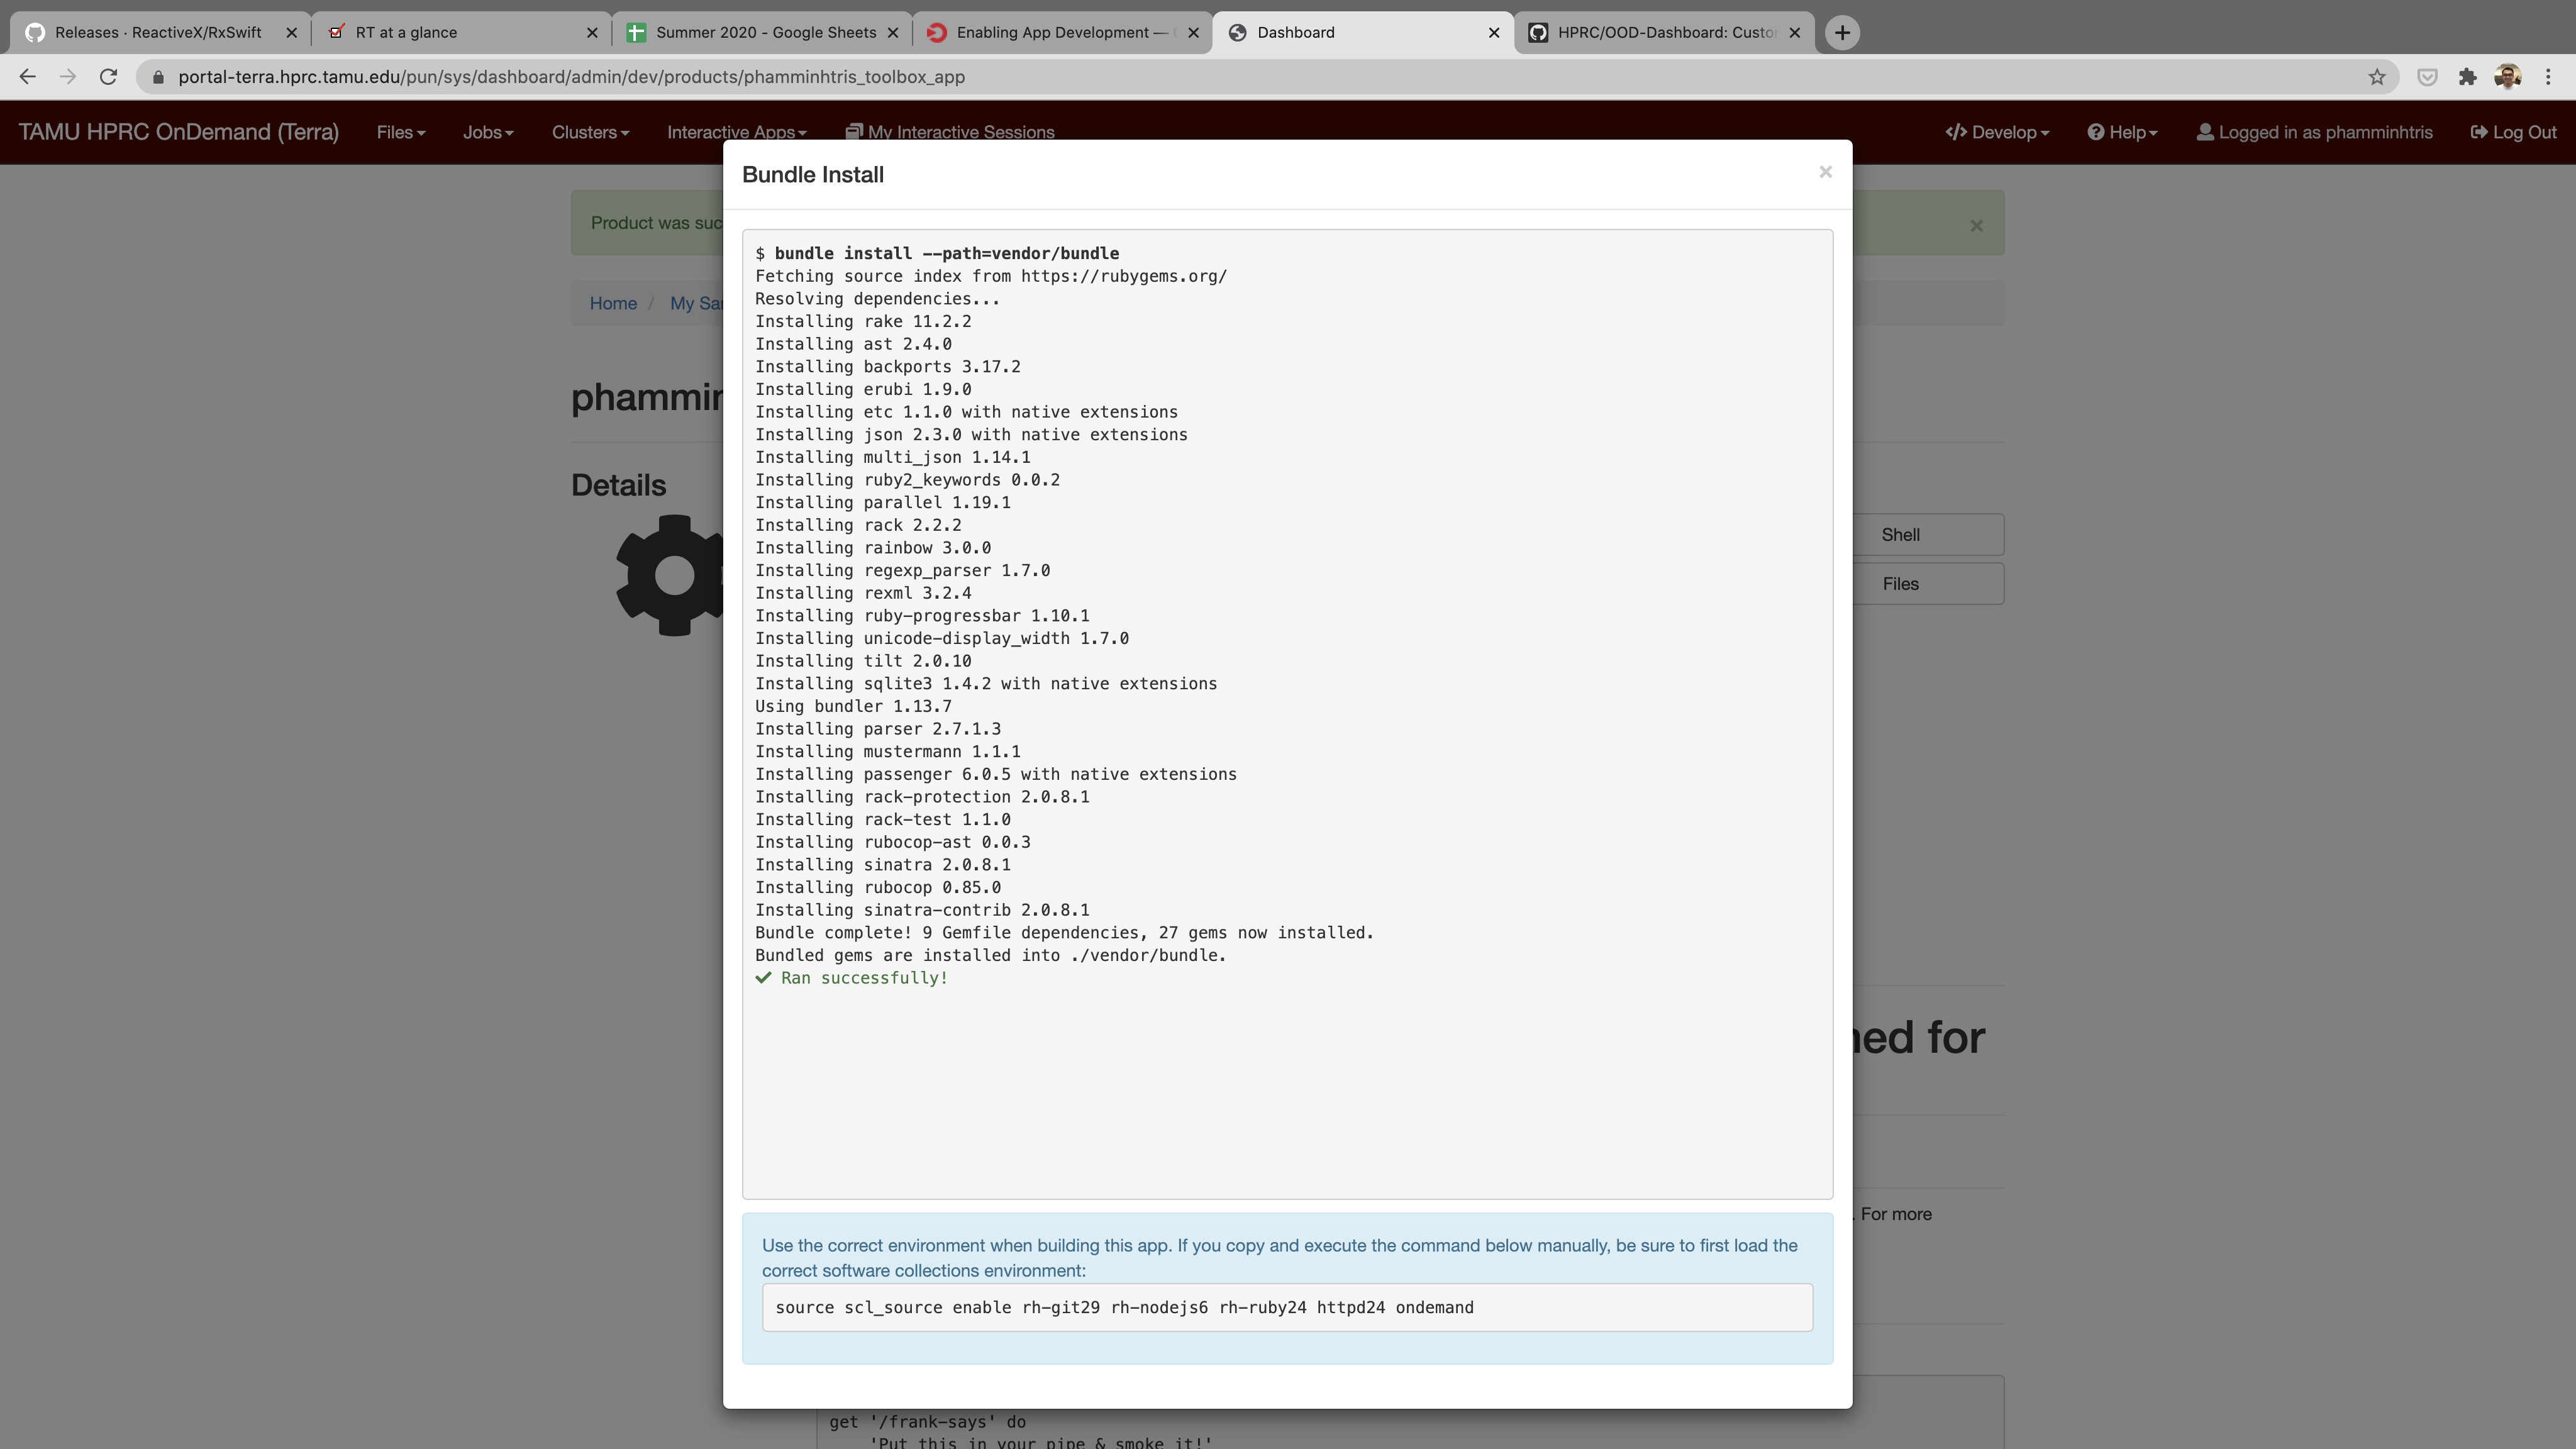 Releases · ReactiveX/RxSwift
RT at a glance
Summer 2020 - Google Sheets
Enabling App Development —
Dashboard
HPRC/OOD-Dashboard: Custo
portal-terra.hprc.tamu.edu/pun/sys/dashboard/admin/dev/products/phamminhtris_toolbox_app
TAMU HPRC OnDemand (Terra) Files Jobs Clusters Interactive Apps My Interactive Sessions </> Develop Help Logged in as phamminhtris Log Out
Bundle Install ×
Product was suc ×
$ bundle install --path=vendor/bundle
Fetching source index from https://rubygems.org/
Resolving dependencies...
Home / My Sa
Installing rake 11.2.2
Installing ast 2.4.0
Installing backports 3.17.2
Installing erubi 1.9.0
phammin
Installing etc 1.1.0 with native extensions
Installing json 2.3.0 with native extensions
Installing multi_json 1.14.1
Installing ruby2_keywords 0.0.2
Details
Installing parallel 1.19.1
Installing rack 2.2.2
Shell
Installing rainbow 3.0.0
Installing regexp_parser 1.7.0
Files
Installing rexml 3.2.4
Installing ruby-progressbar 1.10.1
Installing unicode-display_width 1.7.0
Installing tilt 2.0.10
Installing sqlite3 1.4.2 with native extensions
Using bundler 1.13.7
Installing parser 2.7.1.3
Installing mustermann 1.1.1
Installing passenger 6.0.5 with native extensions
Installing rack-protection 2.0.8.1
Installing rack-test 1.1.0
Installing rubocop-ast 0.0.3
Installing sinatra 2.0.8.1
Installing rubocop 0.85.0
Installing sinatra-contrib 2.0.8.1
Bundle complete! 9 Gemfile dependencies, 27 gems now installed.
Bundled gems are installed into ./vendor/bundle.
✔ Ran successfully!
ned for
. For more
Use the correct environment when building this app. If you copy and execute the command below manually, be sure to first load the
correct software collections environment:
source scl_source enable rh-git29 rh-nodejs6 rh-ruby24 httpd24 ondemand
get '/frank-says' do
'Put this in your pipe & smoke it!'